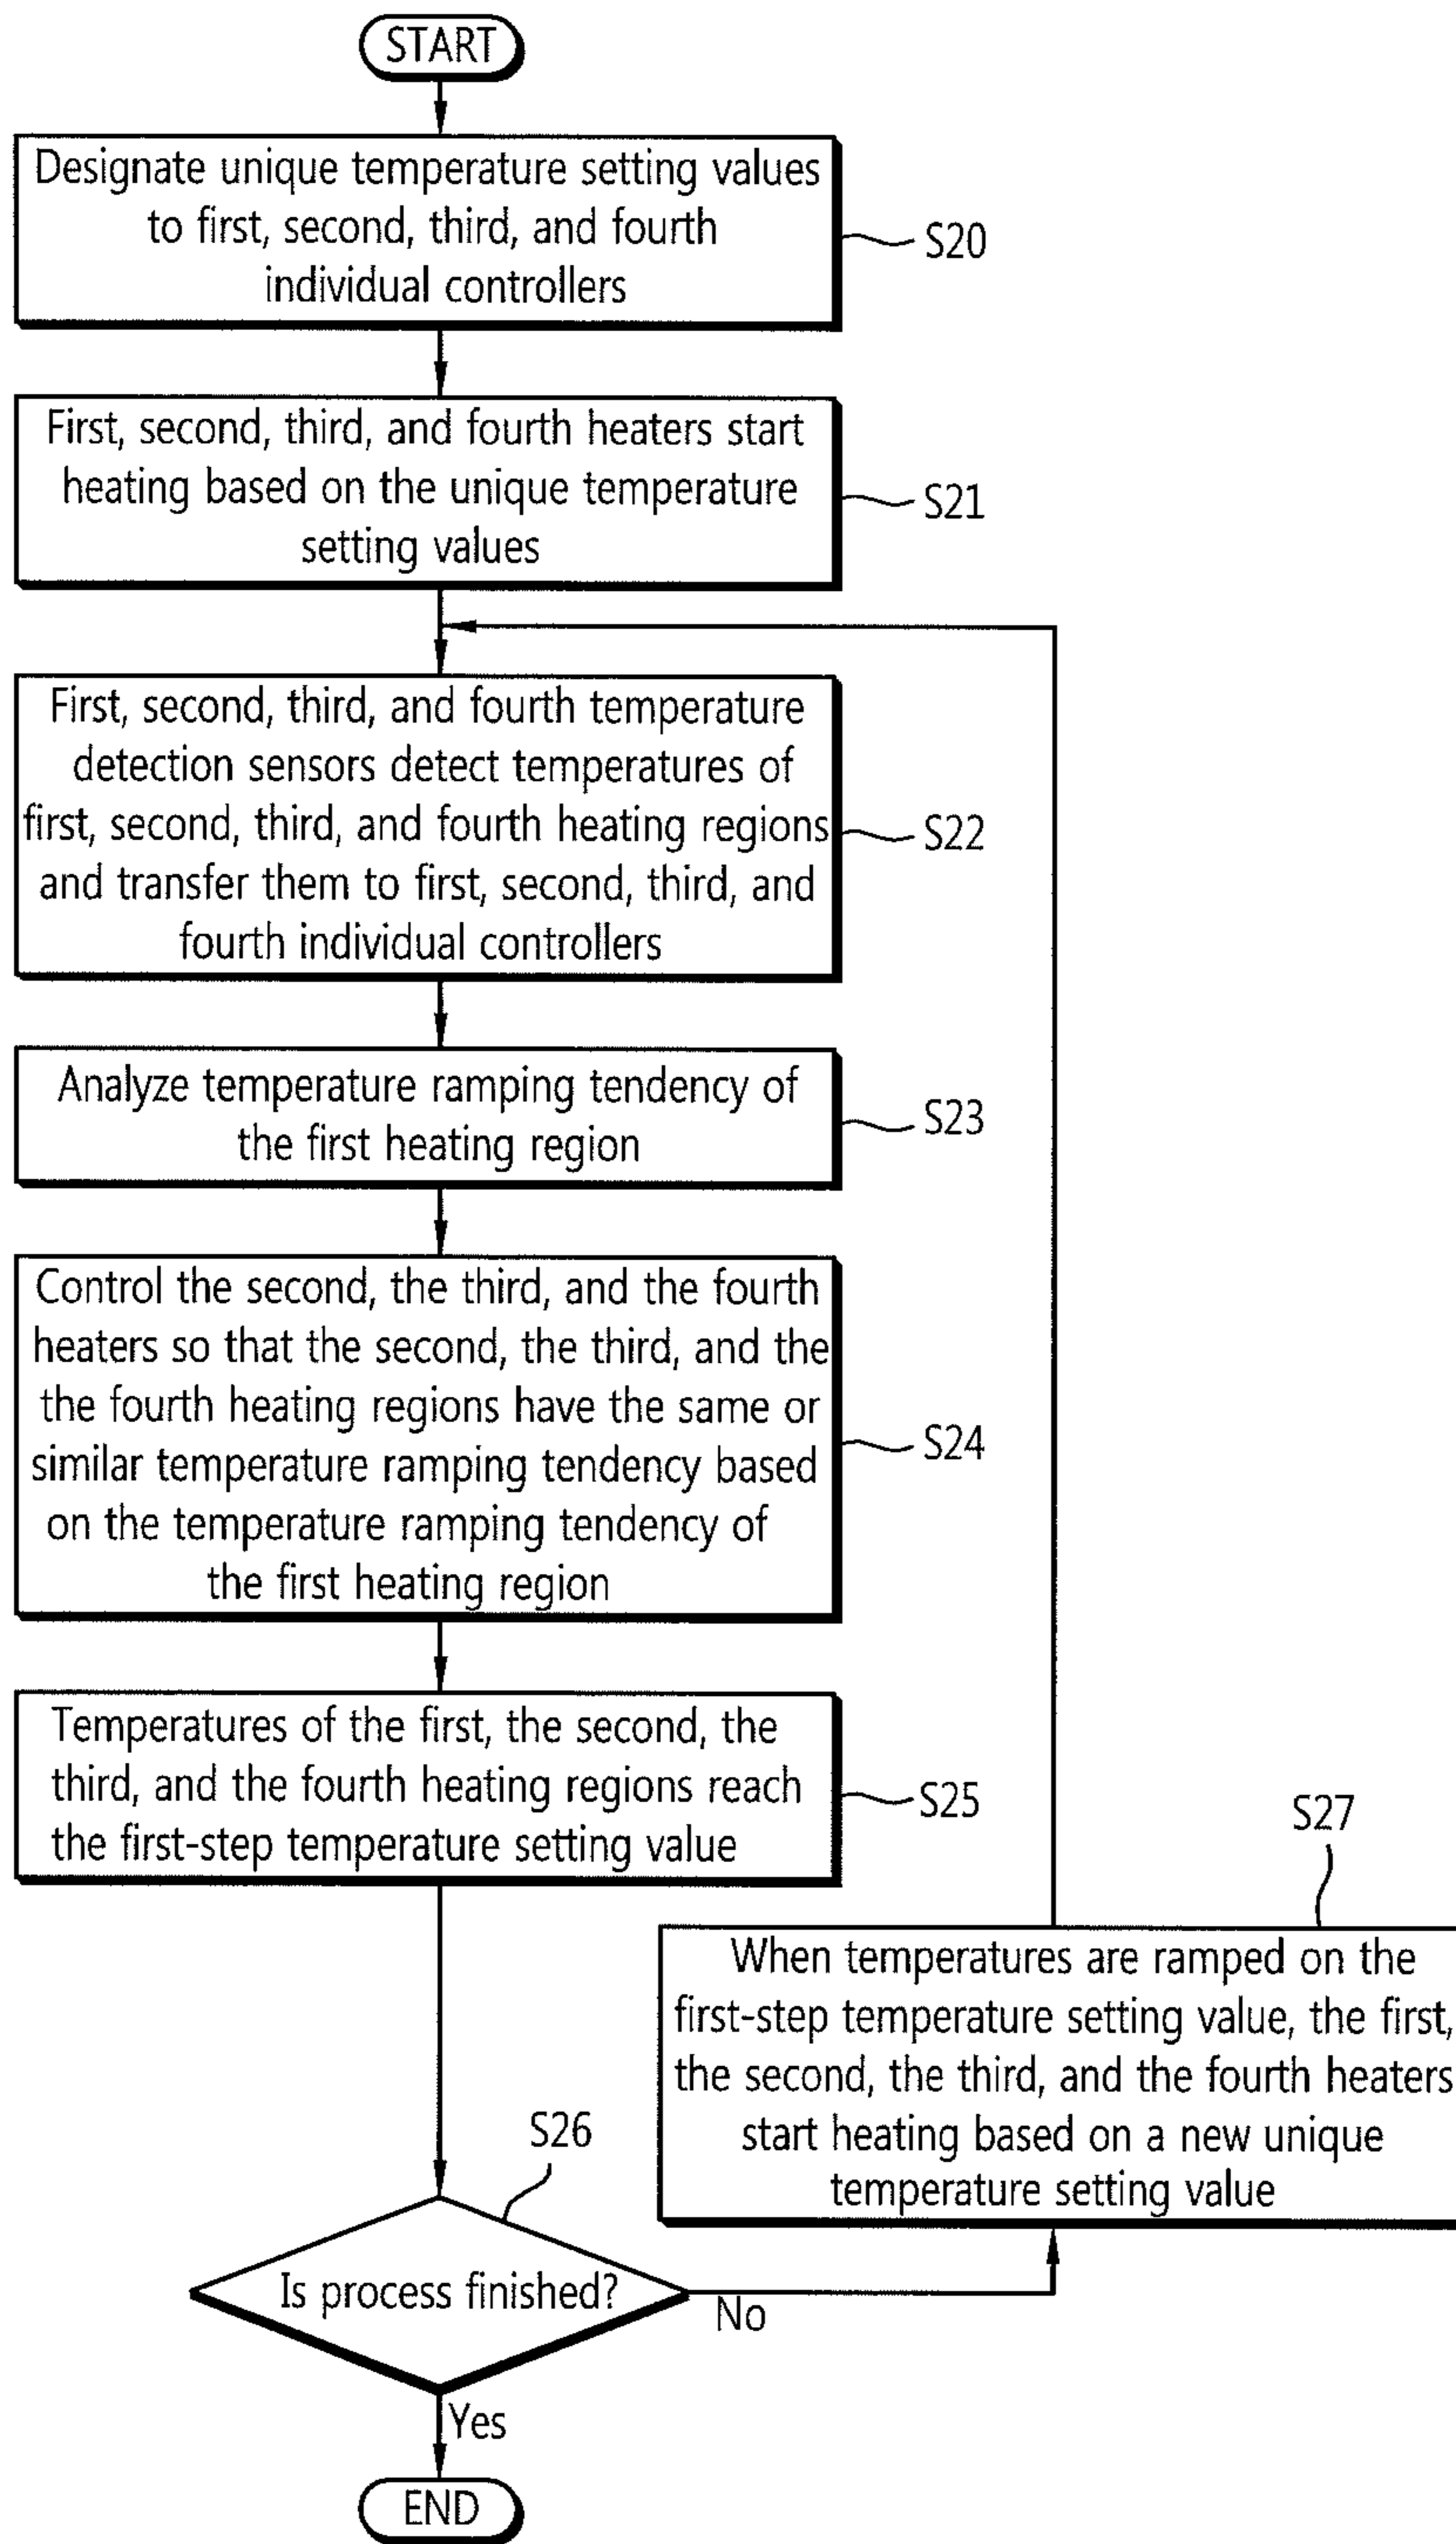 START
Designate unique temperature setting values
to first, second, third, and fourth
individual controllers
S20
First, second, third, and fourth heaters start
heating based on the unique temperature
setting values
S21
First, second, third, and fourth temperature
detection sensors detect temperatures of
first, second, third, and fourth heating regions
and transfer them to first, second, third, and
fourth individual controllers
S22
Analyze temperature ramping tendency of
the first heating region
S23
Control the second, the third, and the fourth
heaters so that the second, the third, and the
the fourth heating regions have the same or
similar temperature ramping tendency based
on the temperature ramping tendency of
the first heating region
S24
Temperatures of the first, the second, the
third, and the fourth heating regions reach
the first-step temperature setting value
S25
S27
When temperatures are ramped on the
first-step temperature setting value, the first,
the second, the third, and the fourth heaters
start heating based on a new unique
temperature setting value
S26
Is process finished?
No
Yes
END